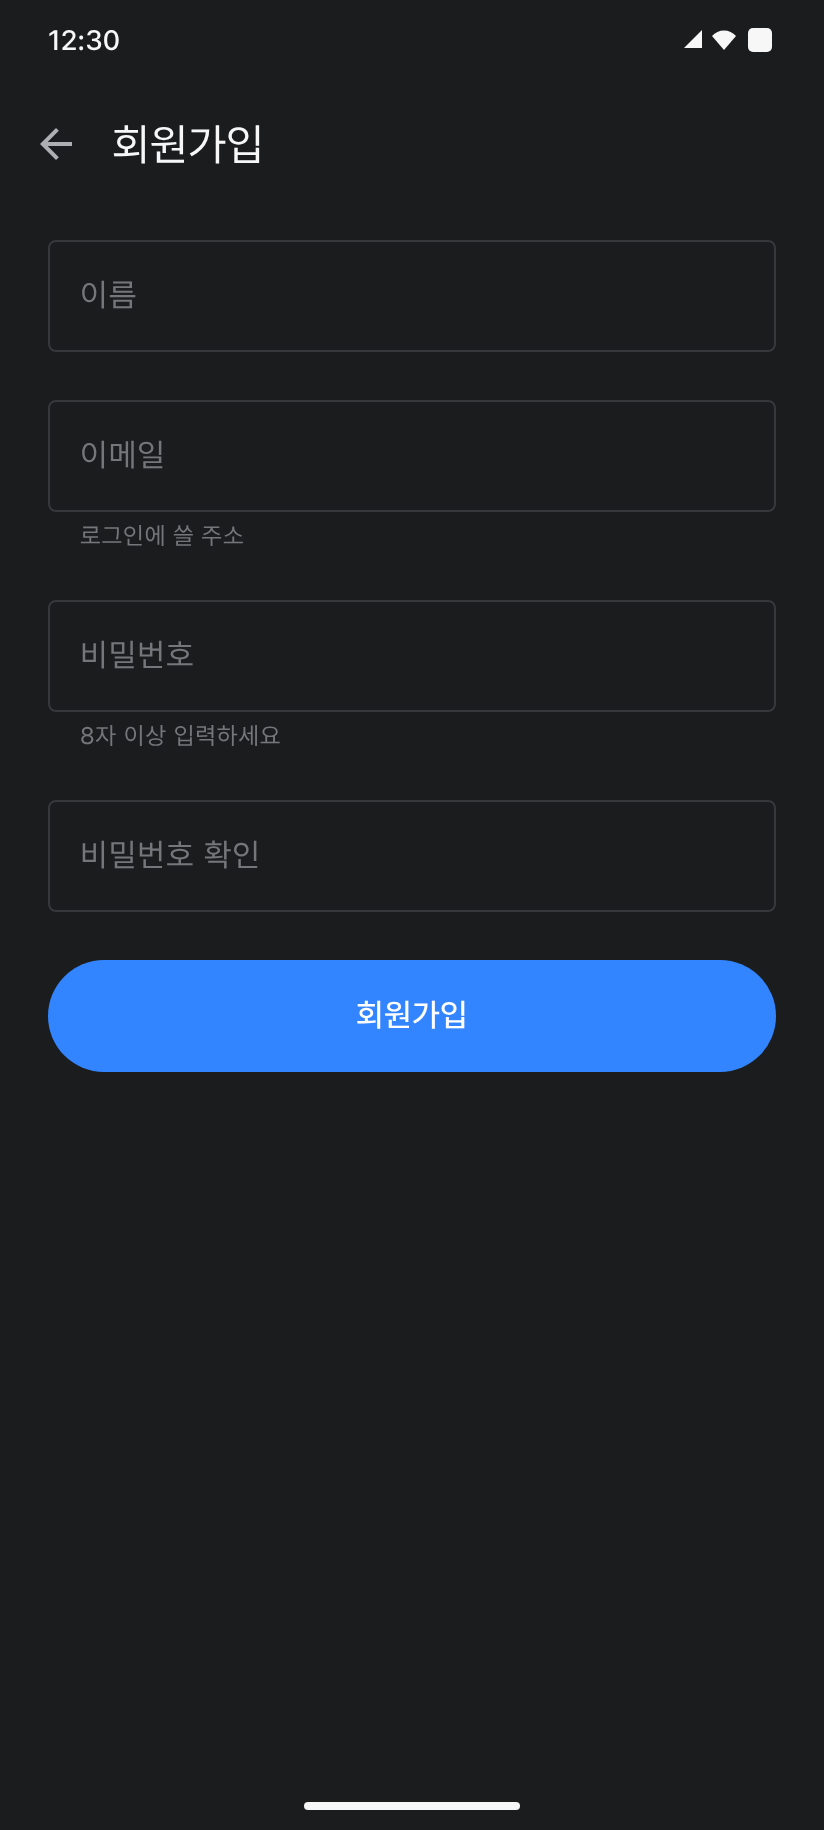 12:30
회원가입
이름
이메일
로그인에 쓸 주소
비밀번호
8자 이상 입력하세요
비밀번호 확인
회원가입